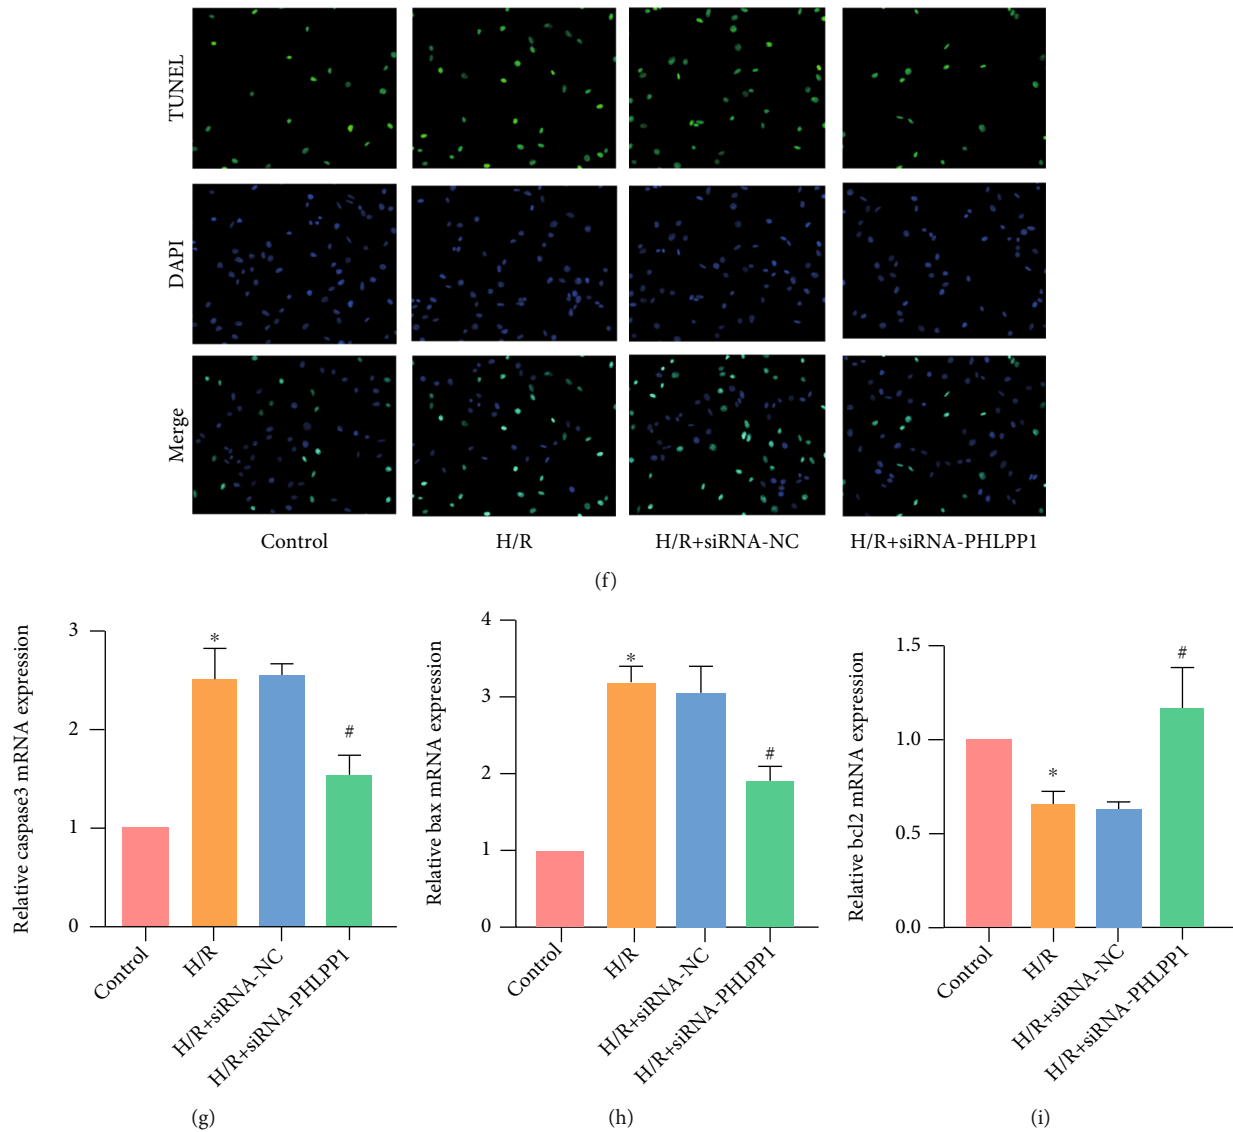 TUNEL
DAPI
Merge
Control
H/R
H/R+siRNA-NC
H/R+siRNA-PHLPP1
(f)
Relative caspase3 mRNA expression
3
2
1
0
*
#
Control
H/R
H/R+siRNA-NC
H/R+siRNA-PHLPP1
(g)
Relative bax mRNA expression
4
3
2
1
0
*
#
Control
H/R
H/R+siRNA-NC
H/R+siRNA-PHLPP1
(h)
Relative bcl2 mRNA expression
1.5
1.0
0.5
0.0
*
#
Control
H/R
H/R+siRNA-NC
H/R+siRNA-PHLPP1
(i)